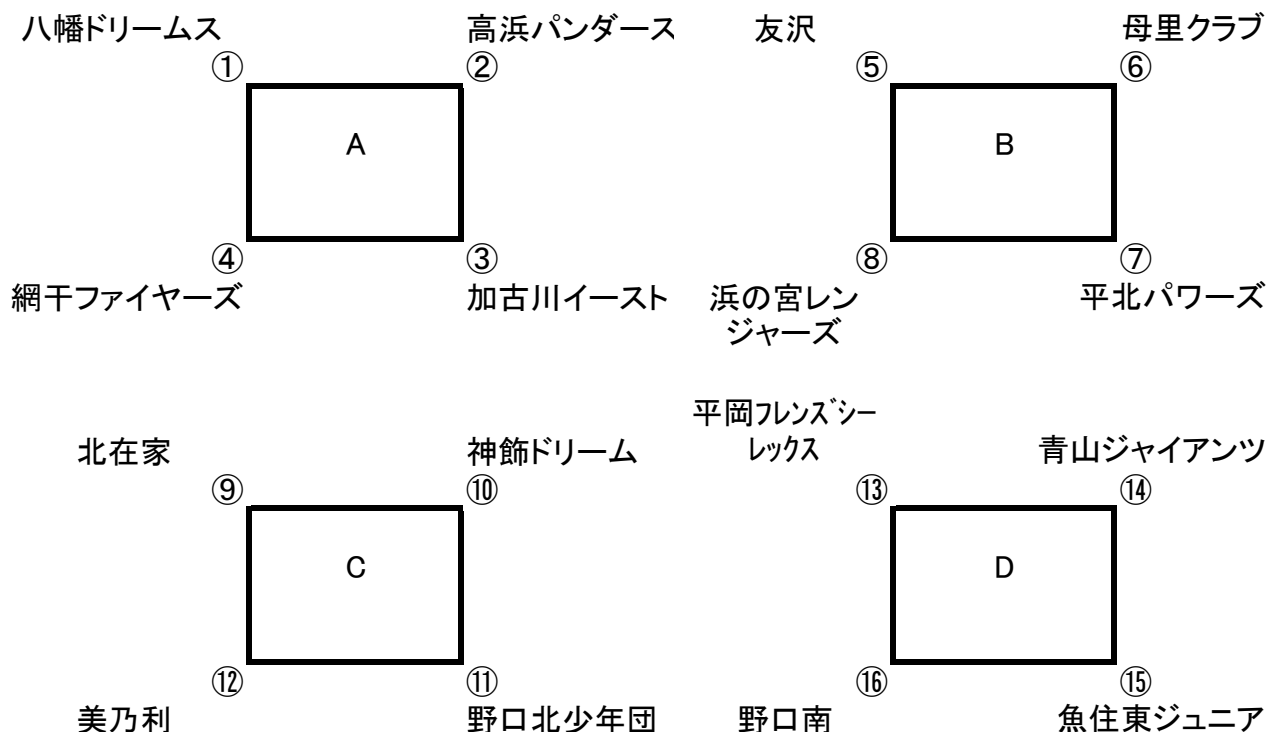 八幡ドリームス
高浜パンダース
①
②
A
④
③
網干ファイヤーズ
加古川イースト
友沢
母里クラブ
⑤
⑥
B
⑧
⑦
浜の宮レン
ジャーズ
平北パワーズ
北在家
神飾ドリーム
⑨
⑩
C
⑫
⑪
美乃利
野口北少年団
平岡フレンズシー
レックス
青山ジャイアンツ
⑬
⑭
D
⑯
⑮
野口南
魚住東ジュニア